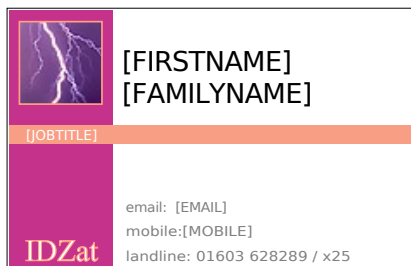 [FIRSTNAME]
[FAMILYNAME]
[JOBTITLE]
email: [EMAIL]
mobile:[MOBILE]
IDZat
landline: 01603 628289 / x25